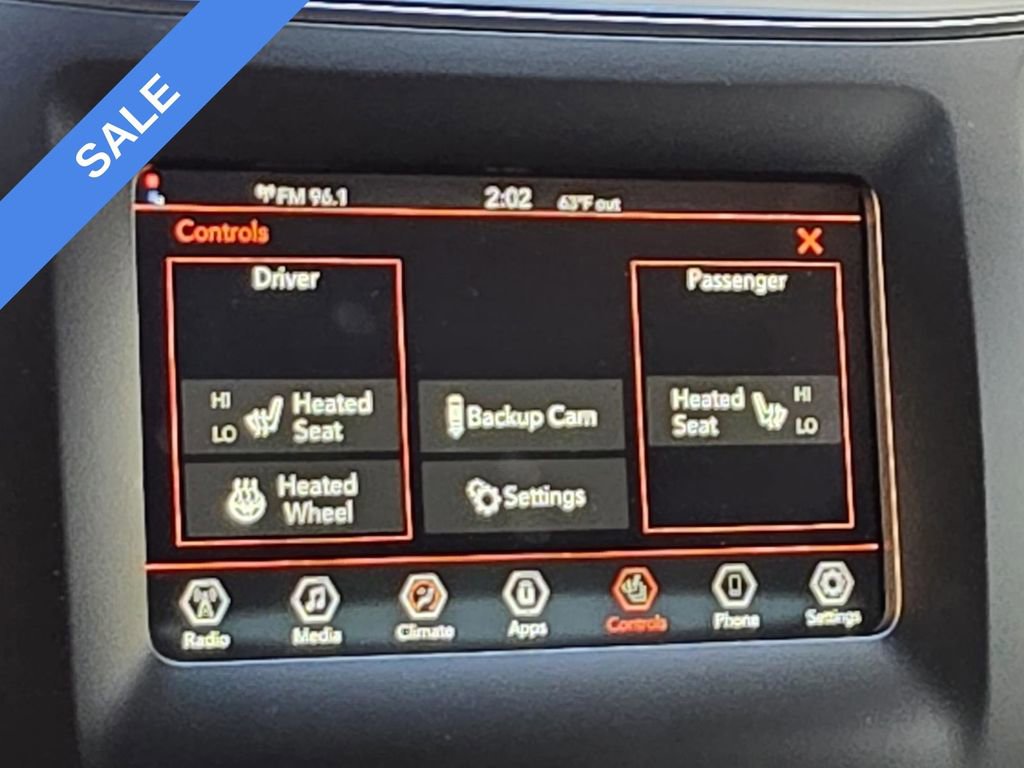 SALE
FM 96.1
2:02
63°F out
Controls
X
Driver
Passenger
HI
LO
Heated
Seat
Backup Cam
Heated
Seat
HI
LO
Heated
Wheel
Settings
Radio
Media
Climate
Apps
Controls
Phone
Settings